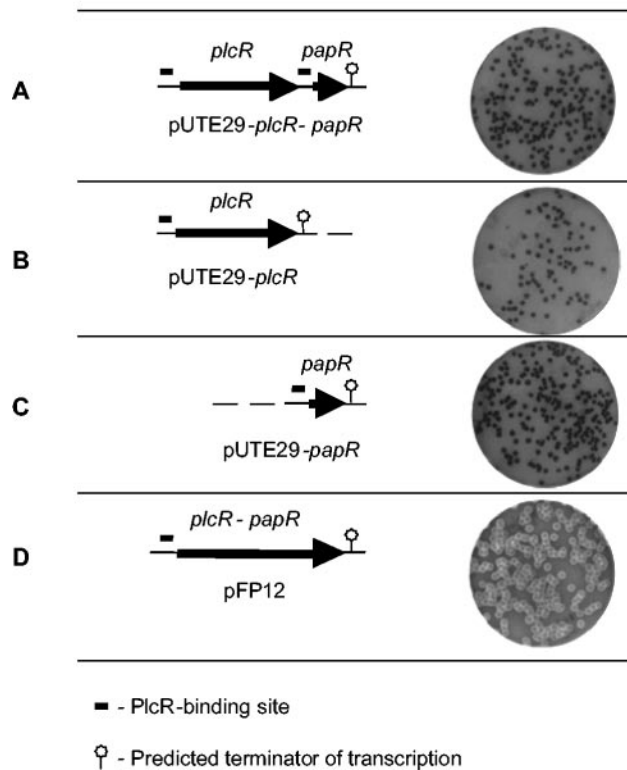 plcR papR
A
pUTE29-plcR- papR
plcR
B
pUTE29-plcR
papR
C
pUTE29-papR
plcR- papR
D
pFP12
- PlcR-binding site
- Predicted terminator of transcription